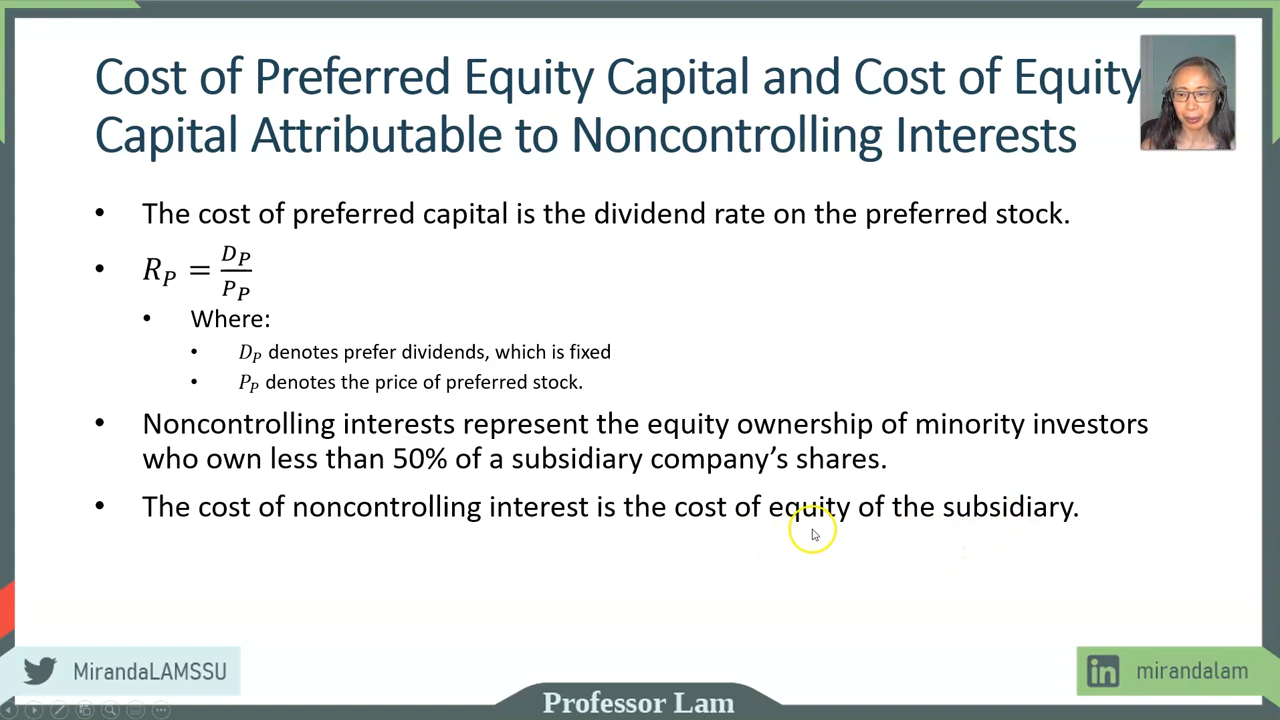 Cost of Preferred Equity Capital and Cost of Equity
Capital Attributable to Noncontrolling Interests
• The cost of preferred capital is the dividend rate on the preferred stock.
• R_P = D_P / P_P
• Where:
• D_P denotes prefer dividends, which is fixed
• P_P denotes the price of preferred stock.
• Noncontrolling interests represent the equity ownership of minority investors
who own less than 50% of a subsidiary company's shares.
• The cost of noncontrolling interest is the cost of equity of the subsidiary.
MirandaLAMSSU
in mirandalam
Professor Lam